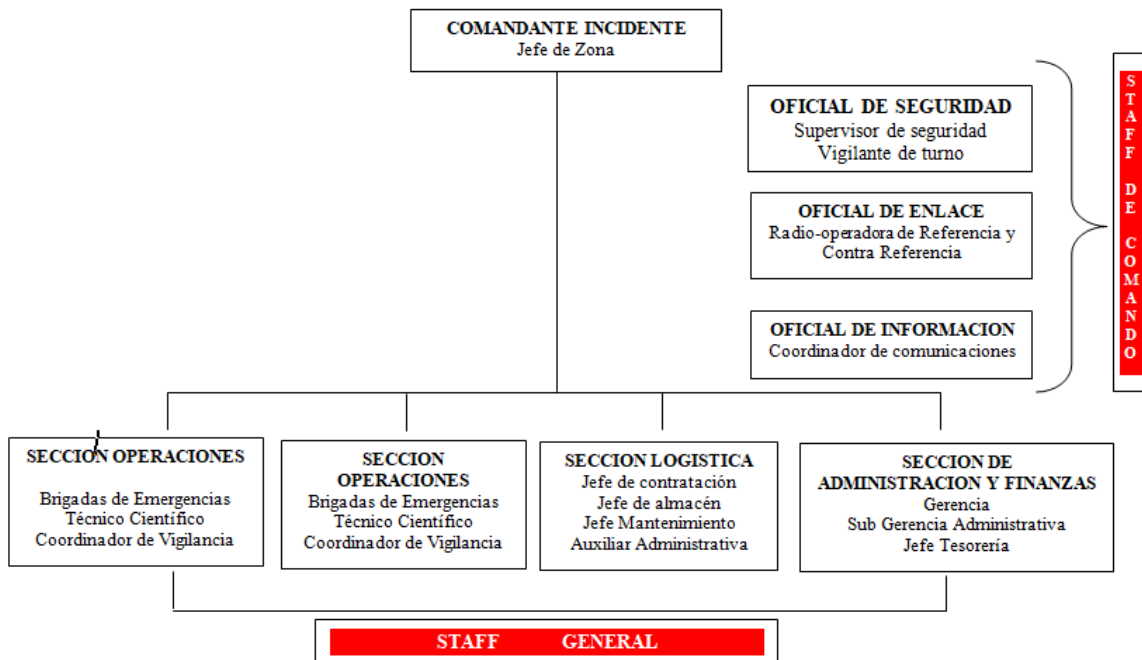 COMANDANTE INCIDENTE
Jefe de Zona
OFICIAL DE SEGURIDAD
Supervisor de seguridad
Vigilante de turno
OFICIAL DE ENLACE
Radio-operadora de Referencia y
Contra Referencia
OFICIAL DE INFORMACION
Coordinador de comunicaciones
STAFF DE COMANDO
SECCION OPERACIONES
Brigadas de Emergencias
Técnico Científico
Coordinador de Vigilancia
SECCION
OPERACIONES
Brigadas de Emergencias
Técnico Científico
Coordinador de Vigilancia
SECCION LOGISTICA
Jefe de contratación
Jefe de almacén
Jefe Mantenimiento
Auxiliar Administrativa
SECCION DE
ADMINISTRACION Y FINANZAS
Gerencia
Sub Gerencia Administrativa
Jefe Tesorería
STAFF GENERAL